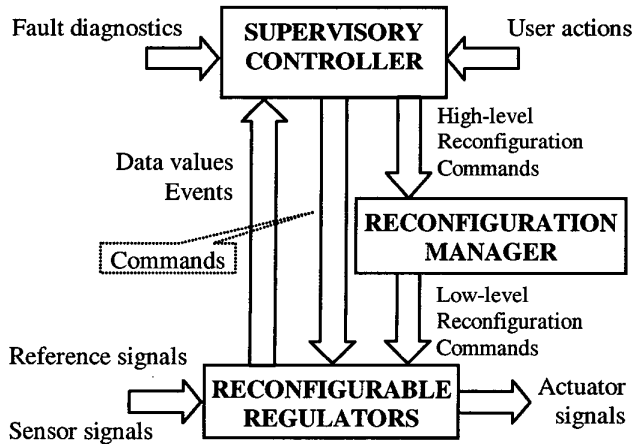 Fault diagnostics
SUPERVISORY
CONTROLLER
User actions
High-level
Reconfiguration
Commands
Data values
Events
Commands
RECONFIGURATION
MANAGER
Low-level
Reconfiguration
Commands
Reference signals
Sensor signals
RECONFIGURABLE
REGULATORS
Actuator
signals